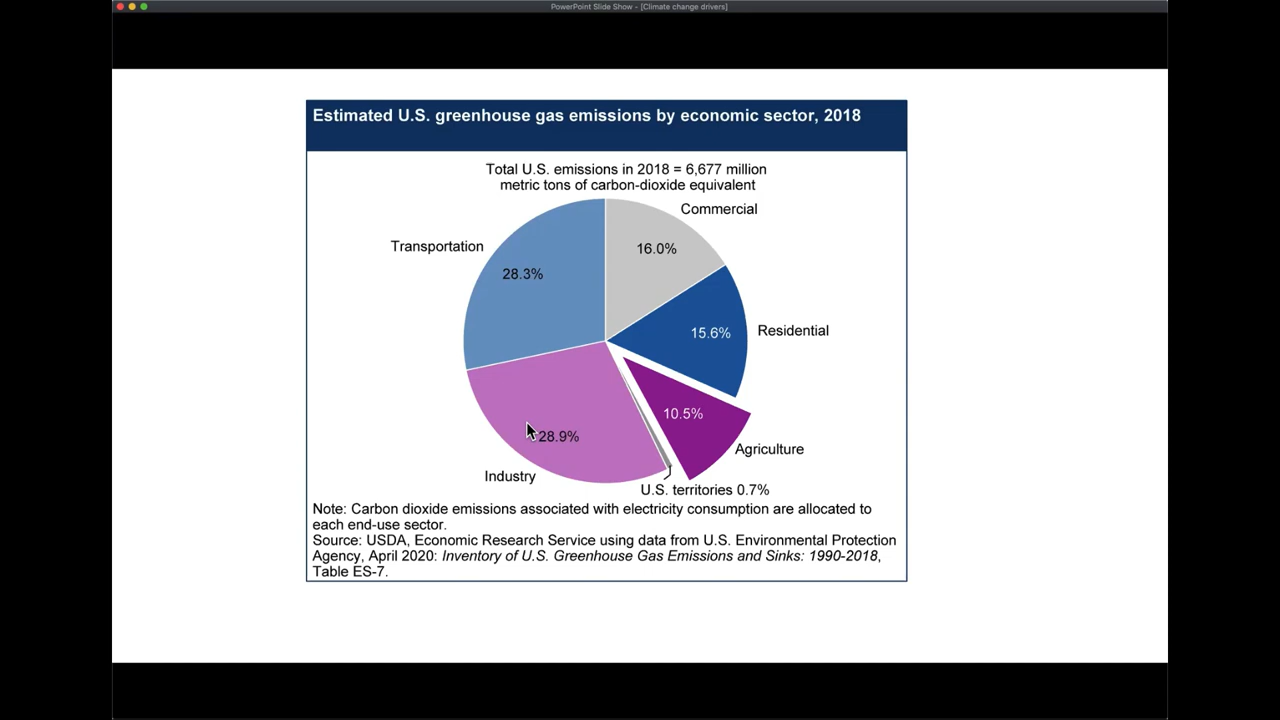 PowerPoint Slide Show - [Climate change drivers]
Estimated U.S. greenhouse gas emissions by economic sector, 2018
Total U.S. emissions in 2018 = 6,677 million
metric tons of carbon-dioxide equivalent
Commercial
16.0%
Transportation
28.3%
Residential
15.6%
10.5%
Agriculture
28.9%
Industry
U.S. territories 0.7%
Note: Carbon dioxide emissions associated with electricity consumption are allocated to
each end-use sector.
Source: USDA, Economic Research Service using data from U.S. Environmental Protection
Agency, April 2020: Inventory of U.S. Greenhouse Gas Emissions and Sinks: 1990-2018,
Table ES-7.